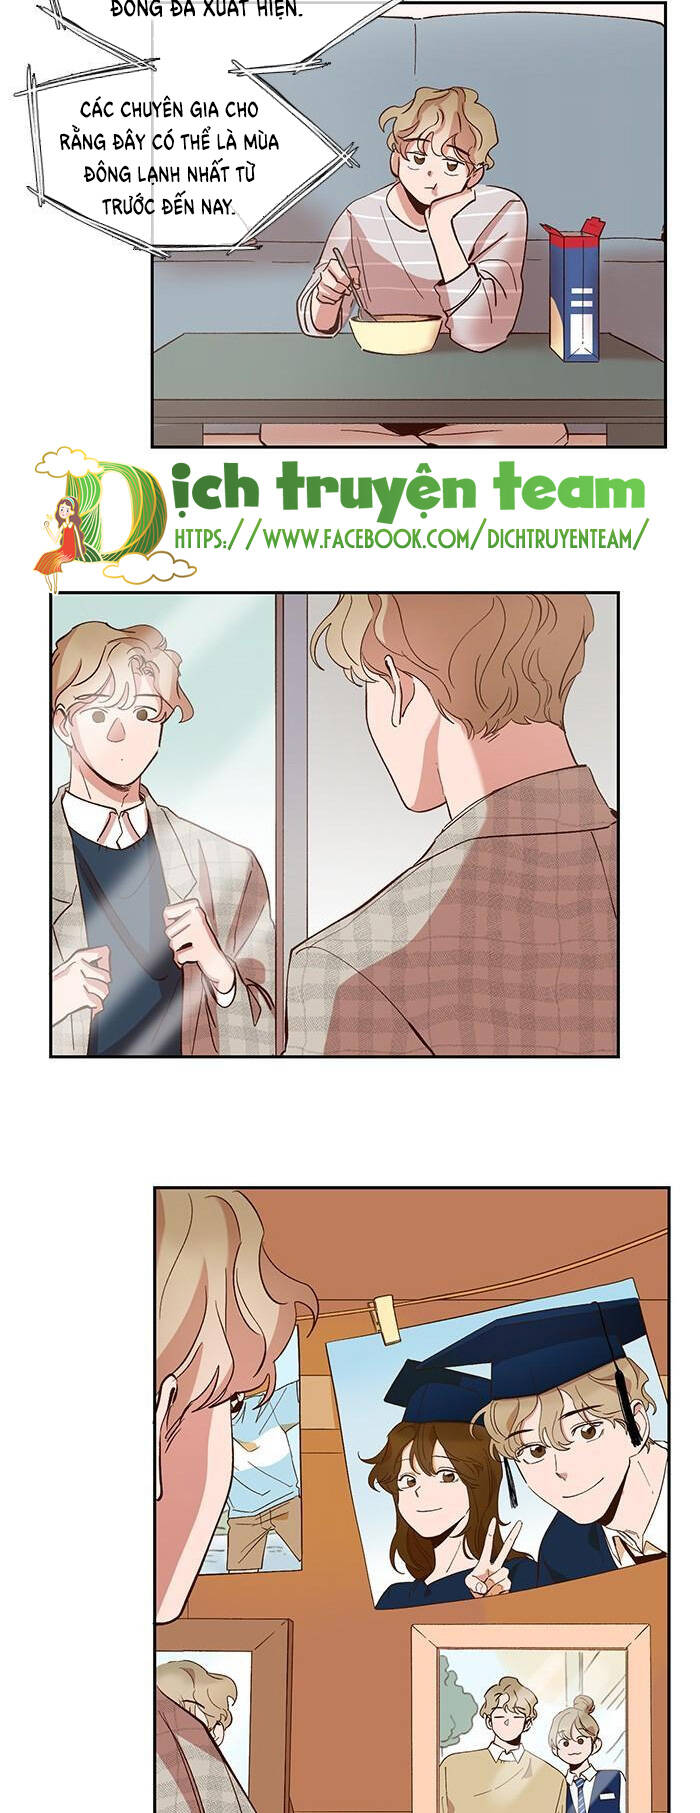 ĐÔNG ĐÃ XUẤT HIỆN.
CÁC CHUYÊN GIA CHO
RẰNG ĐÂY CÓ THỂ LÀ MÙA
ĐÔNG LẠNH NHẤT TỪ
TRƯỚC ĐẾN NAY.
Dịch truyện team
HTTPS://WWW.FACEBOOK.COM/DICHTRUYENTEAM/